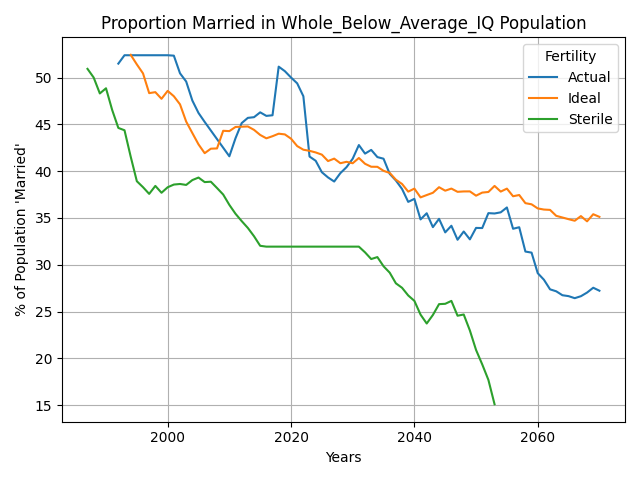 Proportion Married in Whole_Below_Average_IQ Population
% of Population 'Married'
50
45
40
35
30
25
20
15
Fertility
Actual
Ideal
Sterile
2000
2020
2040
2060
Years